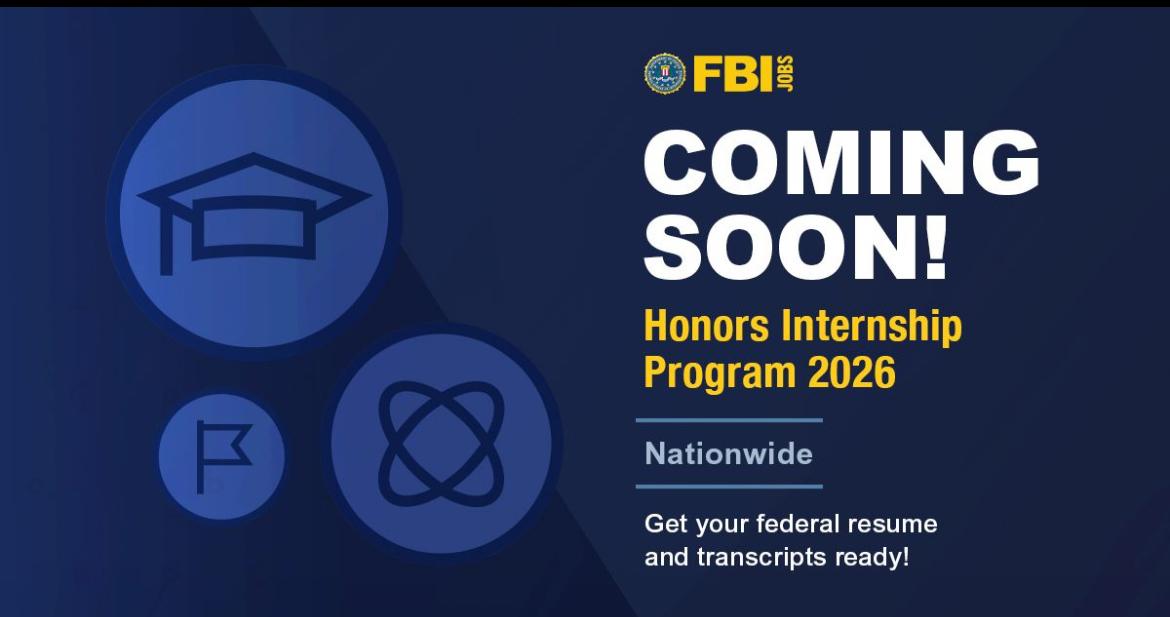 FBI JOBS
COMING
SOON!
Honors Internship
Program 2026
Nationwide
Get your federal resume
and transcripts ready!